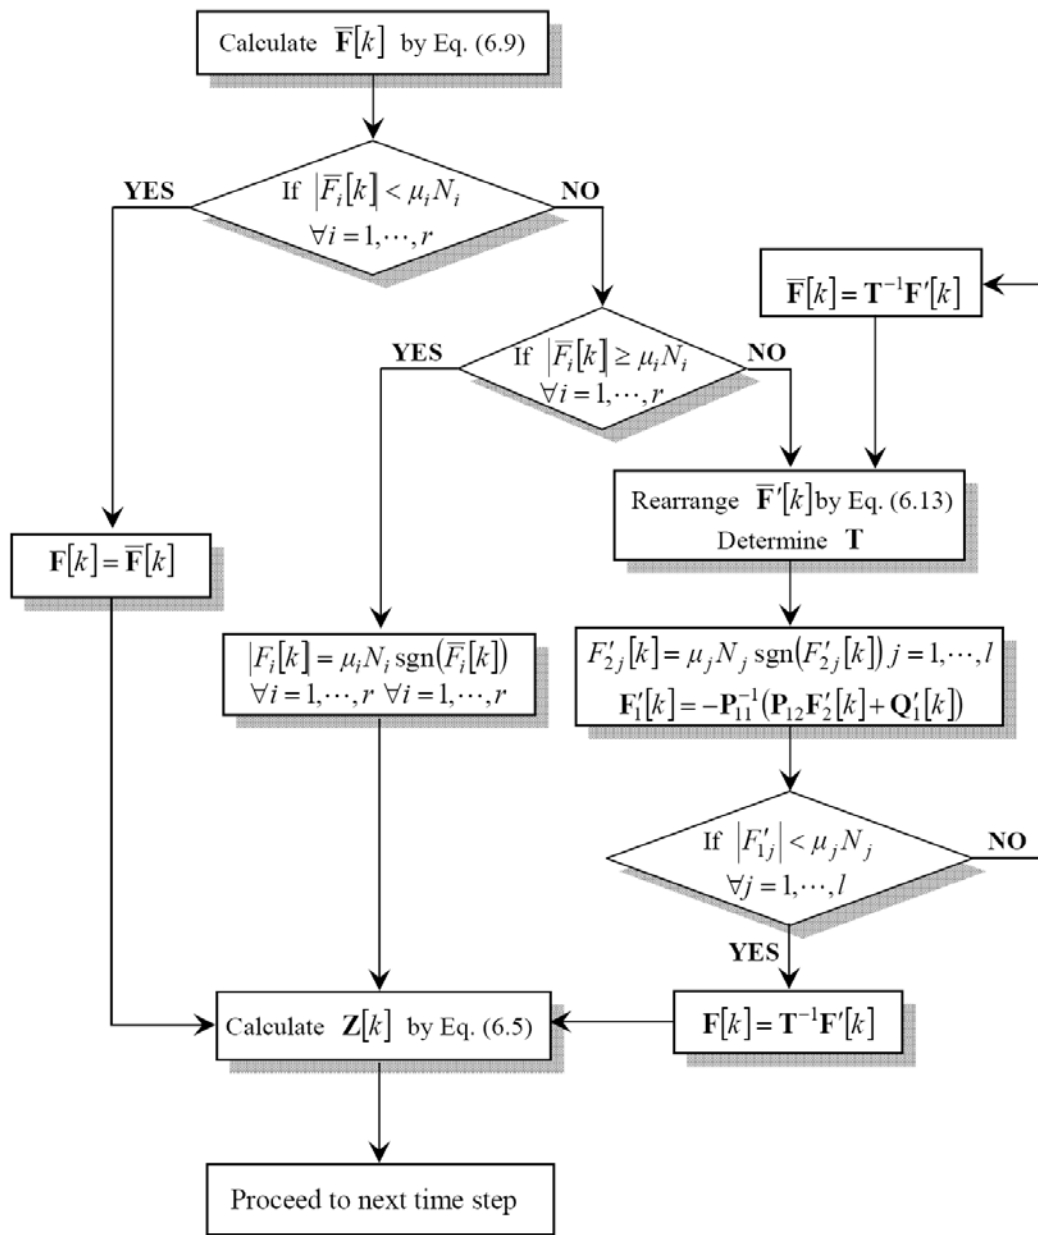 Calculate F̅[k] by Eq. (6.9)
If |F̅ᵢ[k]| < μᵢNᵢ
∀i = 1,⋯,r
YES
NO
F̅[k] = T⁻¹F′[k]
If |F̅ᵢ[k]| ≥ μᵢNᵢ
∀i = 1,⋯,r
YES
NO
Rearrange F̅′[k] by Eq. (6.13)
Determine T
F[k] = F̅[k]
|Fᵢ[k] = μᵢNᵢ sgn(F̅ᵢ[k])
∀i = 1,⋯,r ∀i = 1,⋯,r
F′₂ⱼ[k] = μⱼNⱼ sgn(F′₂ⱼ[k]) j = 1,⋯,l
F′₁[k] = −P₁₁⁻¹(P₁₂F′₂[k] + Q′₁[k])
If |F′₁ⱼ| < μⱼNⱼ
∀j = 1,⋯,l
NO
YES
Calculate Z[k] by Eq. (6.5)
F[k] = T⁻¹F′[k]
Proceed to next time step